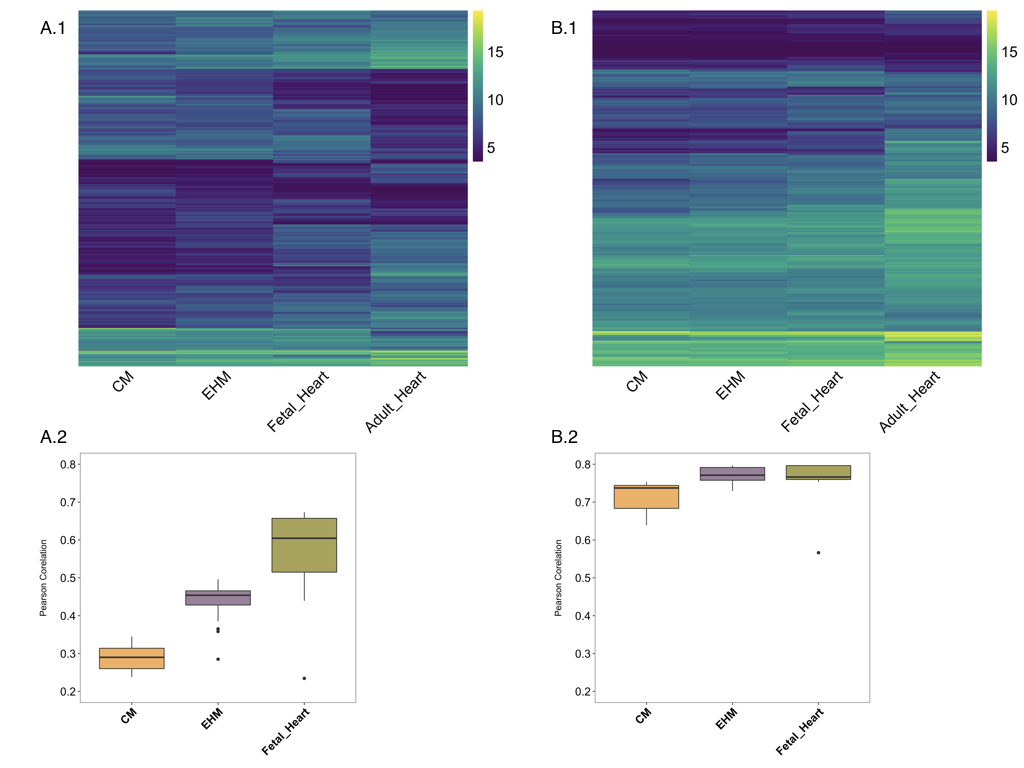 A.1
B.1
15
10
5
15
10
5
CM
EHM
Fetal_Heart
Adult_Heart
CM
EHM
Fetal_Heart
Adult_Heart
A.2
B.2
Pearson Corelation
0.8
0.7
0.6
0.5
0.4
0.3
0.2
CM
EHM
Fetal_Heart
Pearson Corelation
0.8
0.7
0.6
0.5
0.4
0.3
0.2
CM
EHM
Fetal_Heart